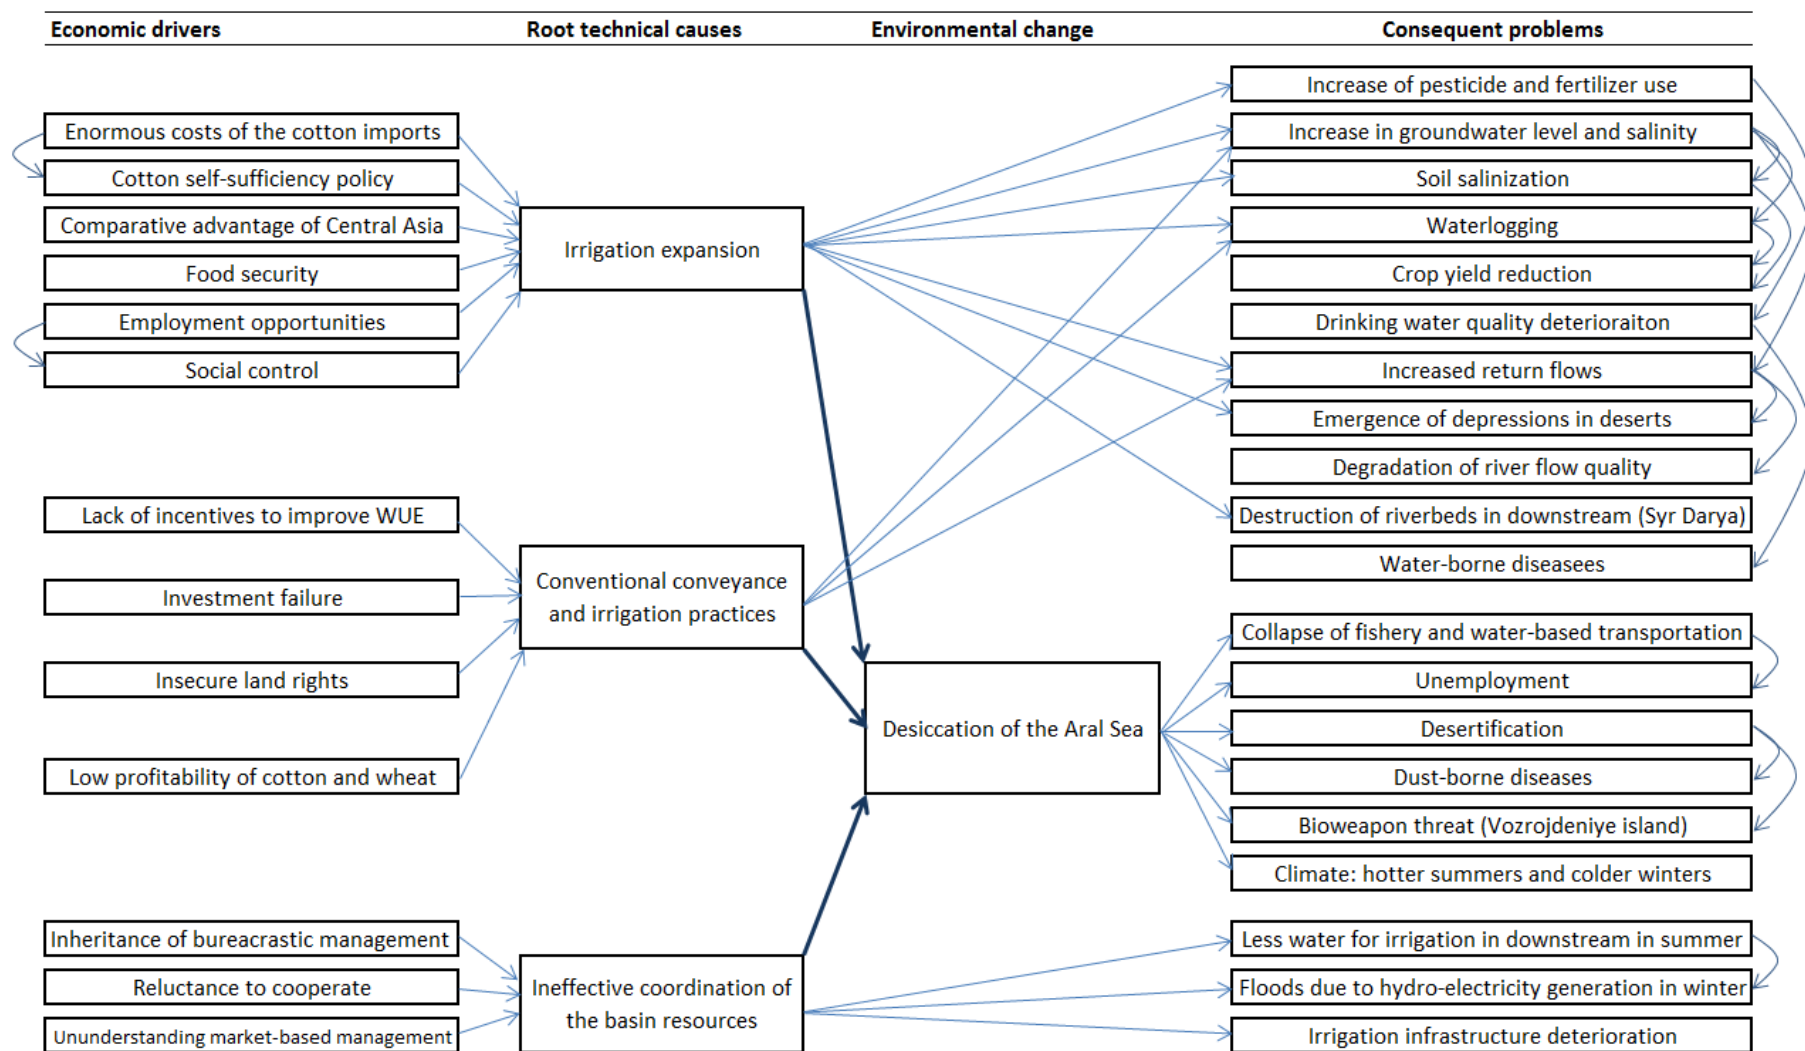 Economic drivers
Root technical causes
Environmental change
Consequent problems
Enormous costs of the cotton imports
Cotton self-sufficiency policy
Comparative advantage of Central Asia
Food security
Employment opportunities
Social control
Lack of incentives to improve WUE
Investment failure
Insecure land rights
Low profitability of cotton and wheat
Inheritance of bureacrastic management
Reluctance to cooperate
Ununderstanding market-based management
Irrigation expansion
Conventional conveyance
and irrigation practices
Ineffective coordination of
the basin resources
Desiccation of the Aral Sea
Increase of pesticide and fertilizer use
Increase in groundwater level and salinity
Soil salinization
Waterlogging
Crop yield reduction
Drinking water quality deterioraiton
Increased return flows
Emergence of depressions in deserts
Degradation of river flow quality
Destruction of riverbeds in downstream (Syr Darya)
Water-borne diseasees
Collapse of fishery and water-based transportation
Unemployment
Desertification
Dust-borne diseases
Bioweapon threat (Vozrojdeniye island)
Climate: hotter summers and colder winters
Less water for irrigation in downstream in summer
Floods due to hydro-electricity generation in winter
Irrigation infrastructure deterioration